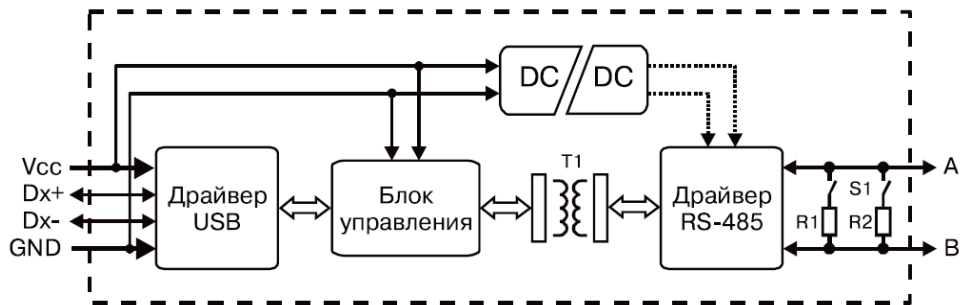 DC DC
Vcc
Dx+
Dx-
GND
Драйвер
USB
Блок
управления
T1
Драйвер
RS-485
S1
R1
R2
A
B